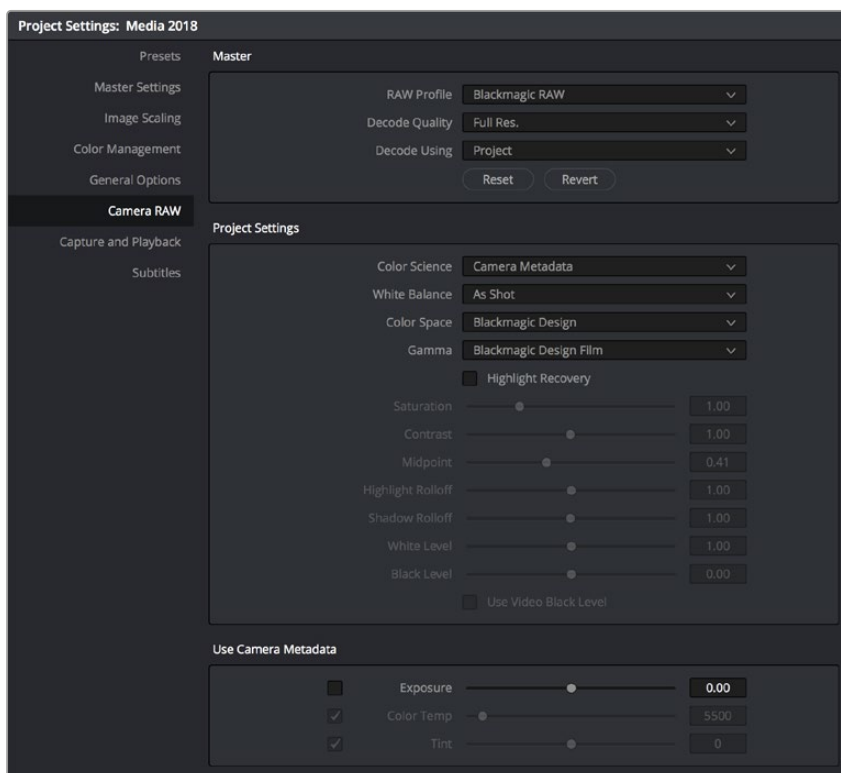 Project Settings: Media 2018
Presets
Master Settings
Image Scaling
Color Management
General Options
Camera RAW
Capture and Playback
Subtitles
Master
RAW Profile Blackmagic RAW
Decode Quality Full Res.
Decode Using Project
Reset Revert
Project Settings
Color Science Camera Metadata
White Balance As Shot
Color Space Blackmagic Design
Gamma Blackmagic Design Film
Highlight Recovery
Saturation 1.00
Contrast 1.00
Midpoint 0.41
Highlight Rolloff 1.00
Shadow Rolloff 1.00
White Level 1.00
Black Level 0.00
Use Video Black Level
Use Camera Metadata
Exposure 0.00
Color Temp 5500
Tint 0